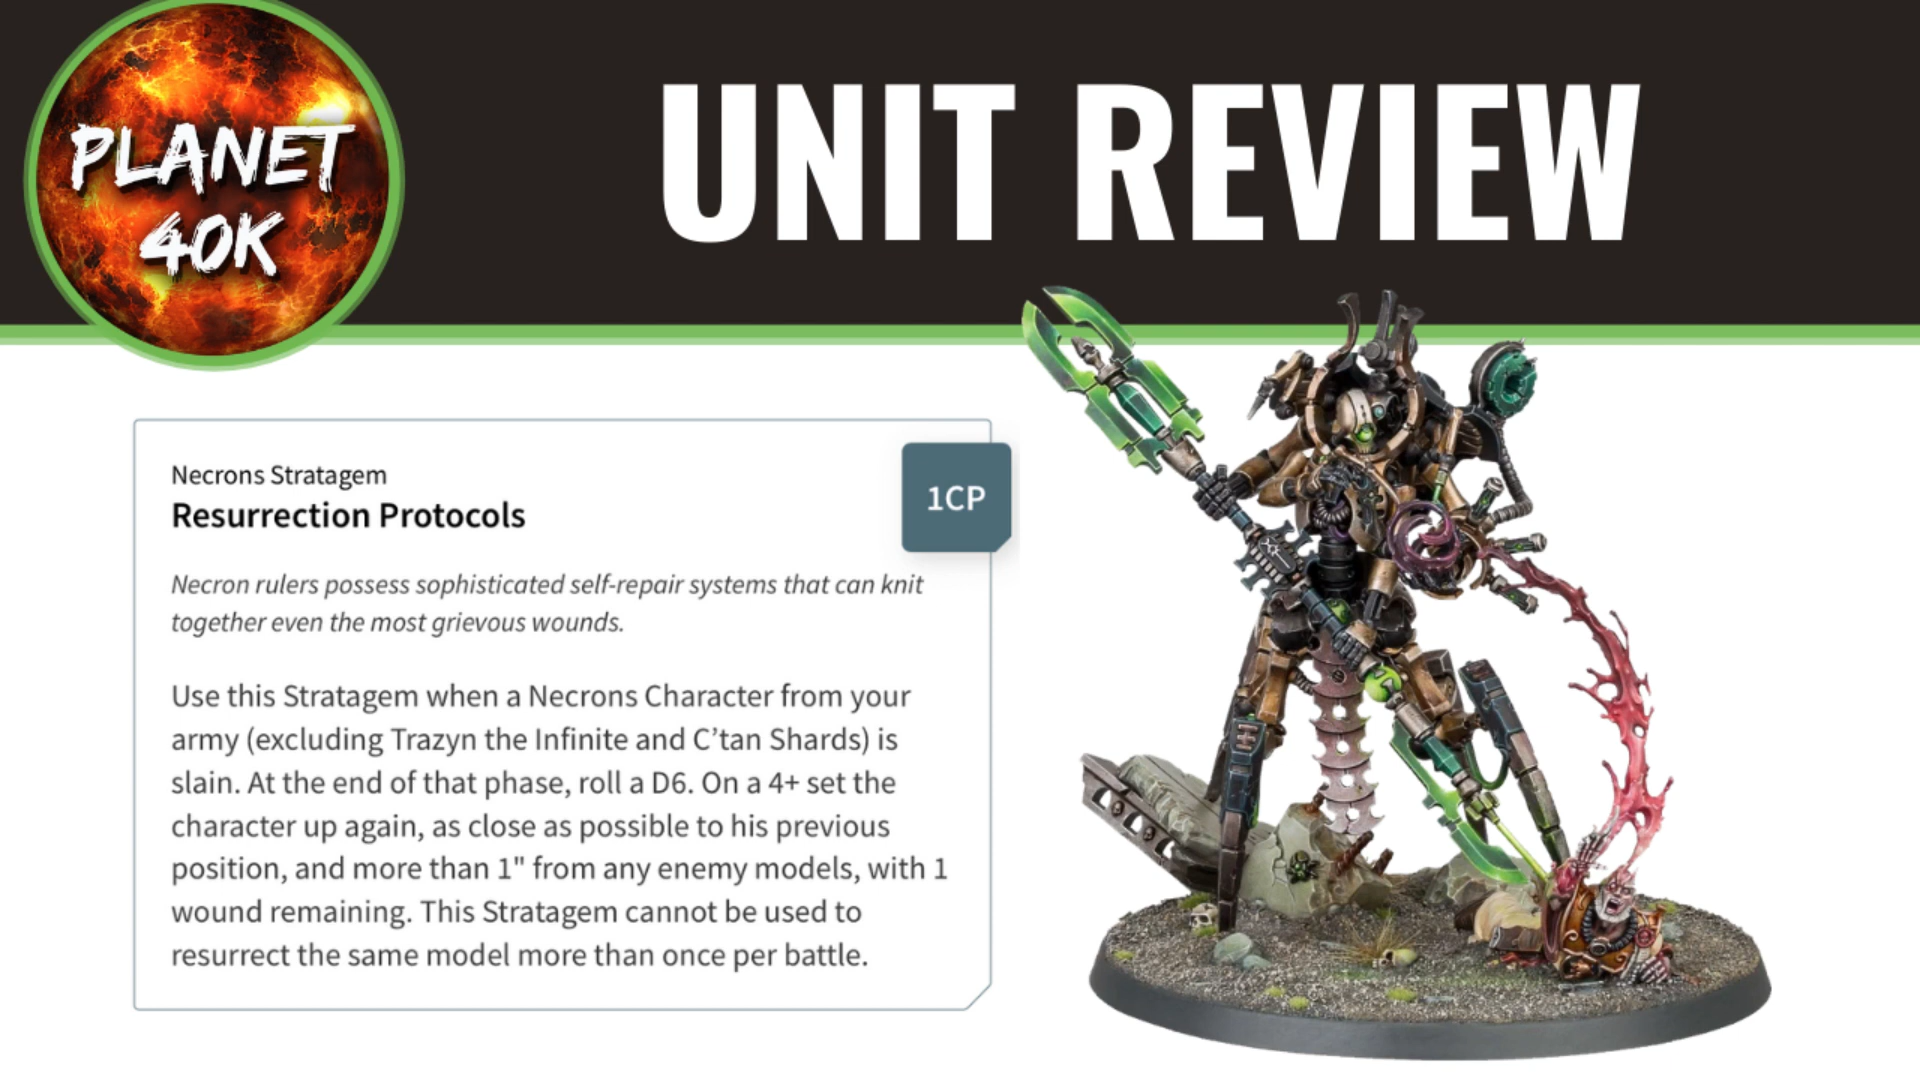 PLANET
40K
UNIT REVIEW
Necrons Stratagem
Resurrection Protocols
1CP
Necron rulers possess sophisticated self-repair systems that can knit
together even the most grievous wounds.
Use this Stratagem when a Necrons Character from your
army (excluding Trazyn the Infinite and C’tan Shards) is
slain. At the end of that phase, roll a D6. On a 4+ set the
character up again, as close as possible to his previous
position, and more than 1" from any enemy models, with 1
wound remaining. This Stratagem cannot be used to
resurrect the same model more than once per battle.